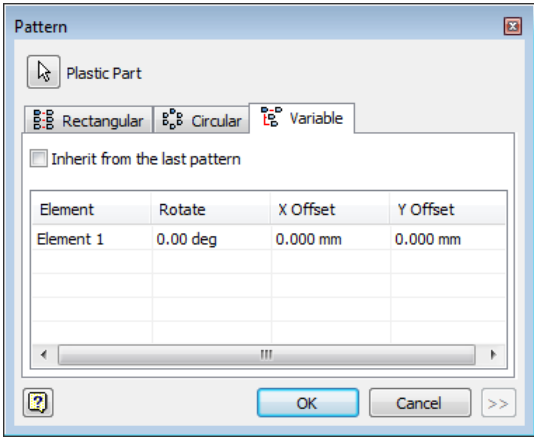 Pattern
Plastic Part
Rectangular Circular Variable
Inherit from the last pattern
Element Rotate X Offset Y Offset
Element 1 0.00 deg 0.000 mm 0.000 mm
OK Cancel >>